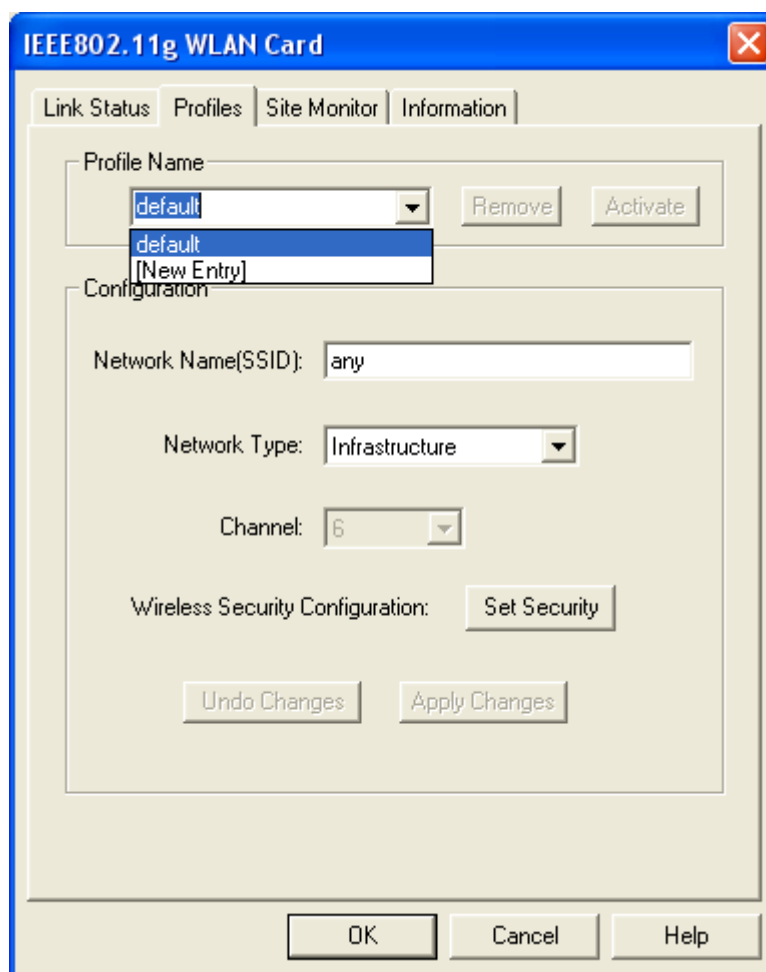 IEEE802.11g WLAN Card
Link Status Profiles Site Monitor Information
Profile Name
default Remove Activate
default
[New Entry]
Configuration
Network Name(SSID): any
Network Type: Infrastructure
Channel: 6
Wireless Security Configuration: Set Security
Undo Changes Apply Changes
OK Cancel Help